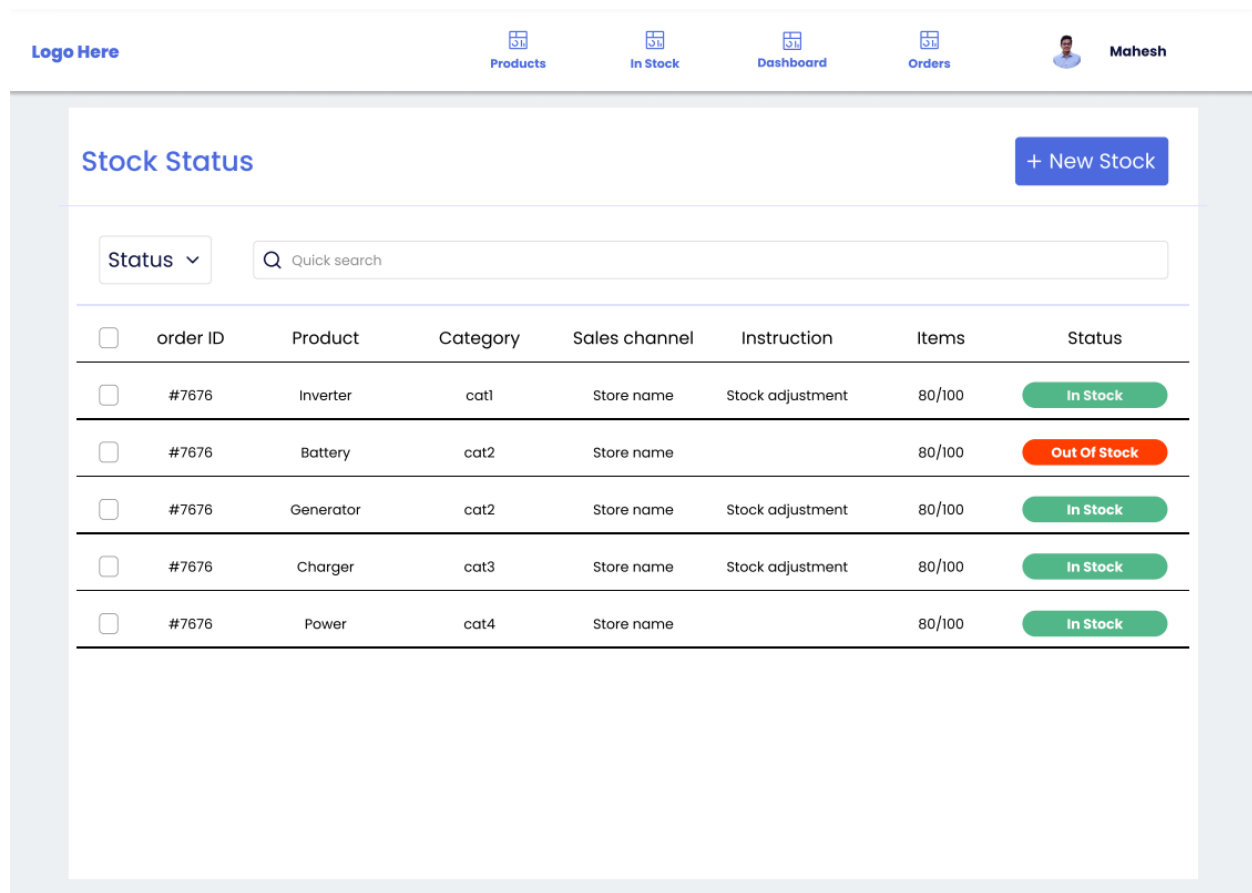 Logo Here
Products
In Stock
Dashboard
Orders
Mahesh
Stock Status
+ New Stock
Status
Quick search
order ID Product Category Sales channel Instruction Items Status
#7676 Inverter cat1 Store name Stock adjustment 80/100 In Stock
#7676 Battery cat2 Store name 80/100 Out Of Stock
#7676 Generator cat2 Store name Stock adjustment 80/100 In Stock
#7676 Charger cat3 Store name Stock adjustment 80/100 In Stock
#7676 Power cat4 Store name 80/100 In Stock